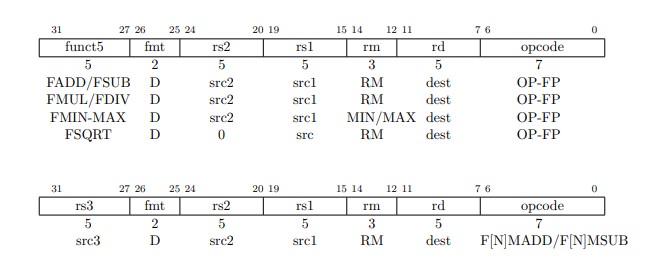 31 27 26 25 24 20 19 15 14 12 11 7 6 0
funct5 fmt rs2 rs1 rm rd opcode
5 2 5 5 3 5 7
FADD/FSUB D src2 src1 RM dest OP-FP
FMUL/FDIV D src2 src1 RM dest OP-FP
FMIN-MAX D src2 src1 MIN/MAX dest OP-FP
FSQRT D 0 src RM dest OP-FP
31 27 26 25 24 20 19 15 14 12 11 7 6 0
rs3 fmt rs2 rs1 rm rd opcode
5 2 5 5 3 5 7
src3 D src2 src1 RM dest F[N]MADD/F[N]MSUB